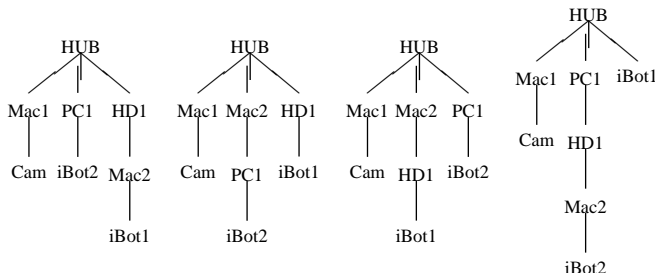 HUB
Mac1 PC1 HD1
Cam iBot2 Mac2
iBot1
HUB
Mac1 Mac2 HD1
Cam PC1 iBot1
iBot2
HUB
Mac1 Mac2 PC1
Cam HD1 iBot2
iBot1
HUB
Mac1 PC1 iBot1
Cam HD1
Mac2
iBot2